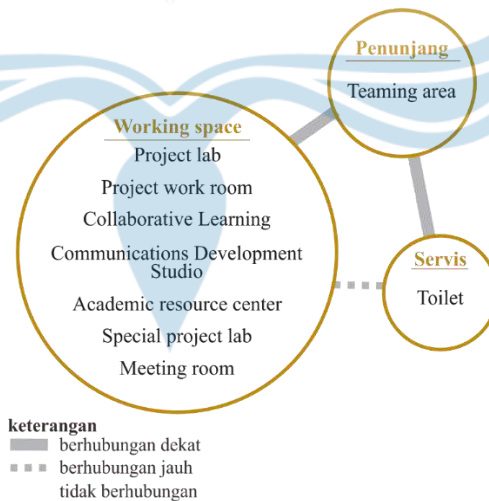 Penunjang
Teaming area
Working space
Project lab
Project work room
Collaborative Learning
Communications Development
Studio
Academic resource center
Special project lab
Meeting room
Servis
Toilet
keterangan
berhubungan dekat
berhubungan jauh
tidak berhubungan